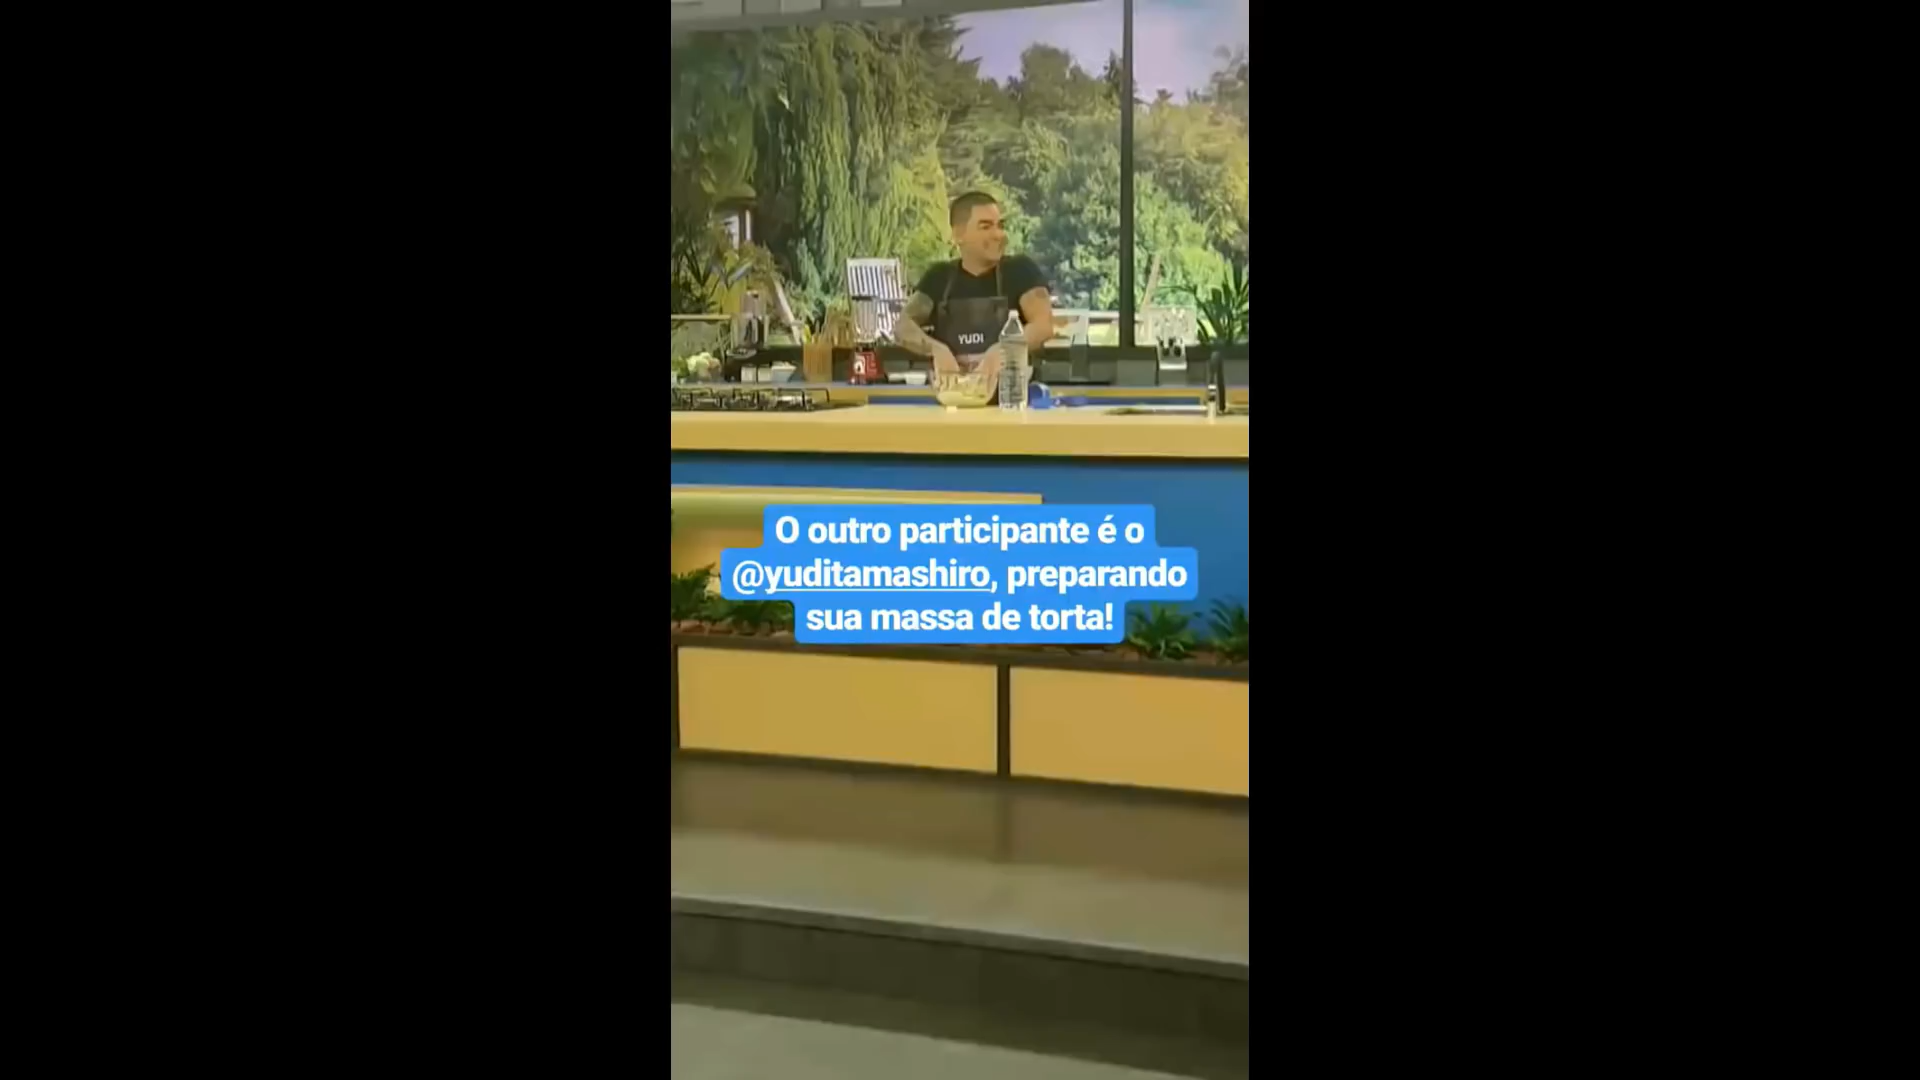 YUDI
O outro participante é o
@yuditamashiro, preparando
sua massa de torta!